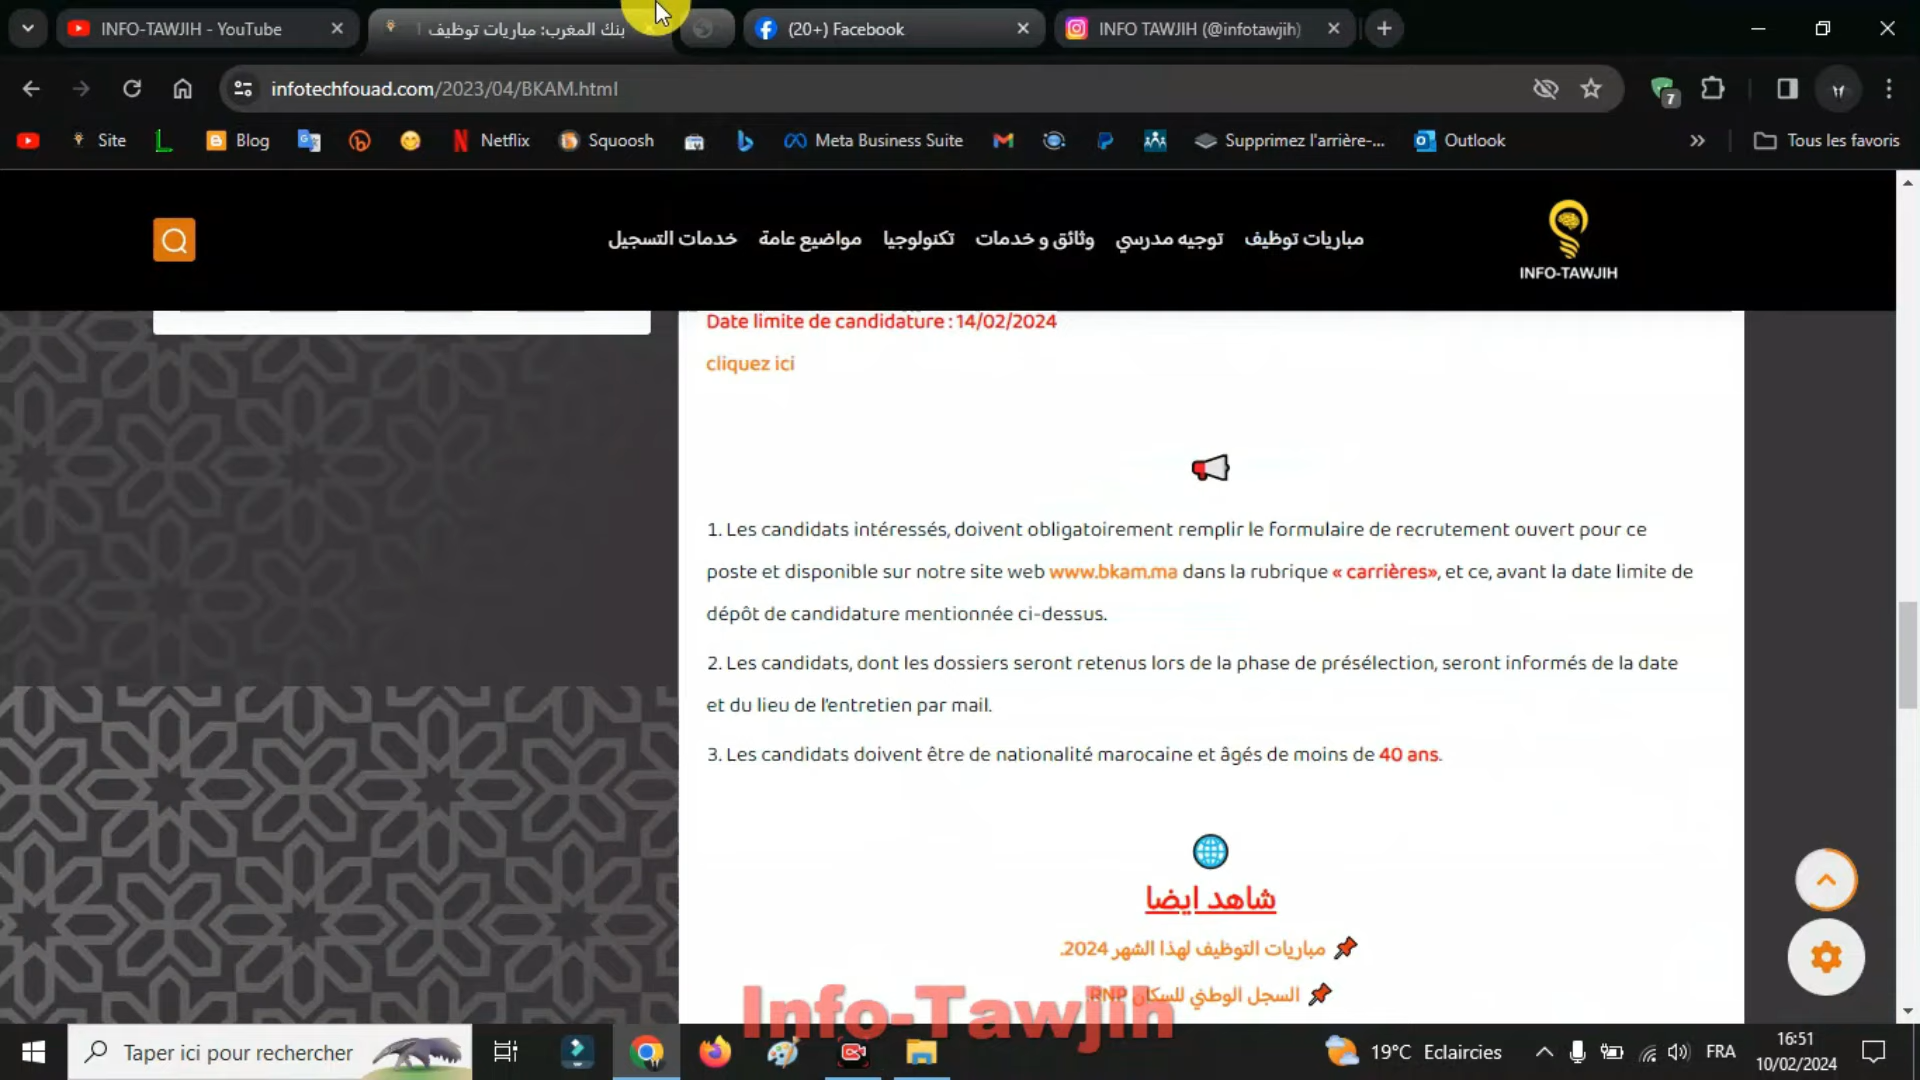 INFO-TAWJIH - YouTube
بنك المغرب: مباريات توظيف
(20+) Facebook
INFO TAWJIH (@infotawjih)
infotechfouad.com/2023/04/BKAM.html
7
Site
Blog
Netflix
Squoosh
Meta Business Suite
Supprimez l'arrière-...
Outlook
Tous les favoris
مباريات توظيف
توجيه مدرسي
وثائق و خدمات
تكنولوجيا
مواضيع عامة
خدمات التسجيل
INFO-TAWJIH
Date limite de candidature : 14/02/2024
cliquez ici
1. Les candidats intéressés, doivent obligatoirement remplir le formulaire de recrutement ouvert pour ce
poste et disponible sur notre site web www.bkam.ma dans la rubrique « carrières», et ce, avant la date limite de
dépôt de candidature mentionnée ci-dessus.
2. Les candidats, dont les dossiers seront retenus lors de la phase de présélection, seront informés de la date
et du lieu de l'entretien par mail.
3. Les candidats doivent être de nationalité marocaine et âgés de moins de 40 ans.
شاهد ايضا
مباريات التوظيف لهذا الشهر 2024.
السجل الوطني للسكان RNP
Info-Tawjih
Taper ici pour rechercher
19°C Eclaircies
FRA
16:51
10/02/2024